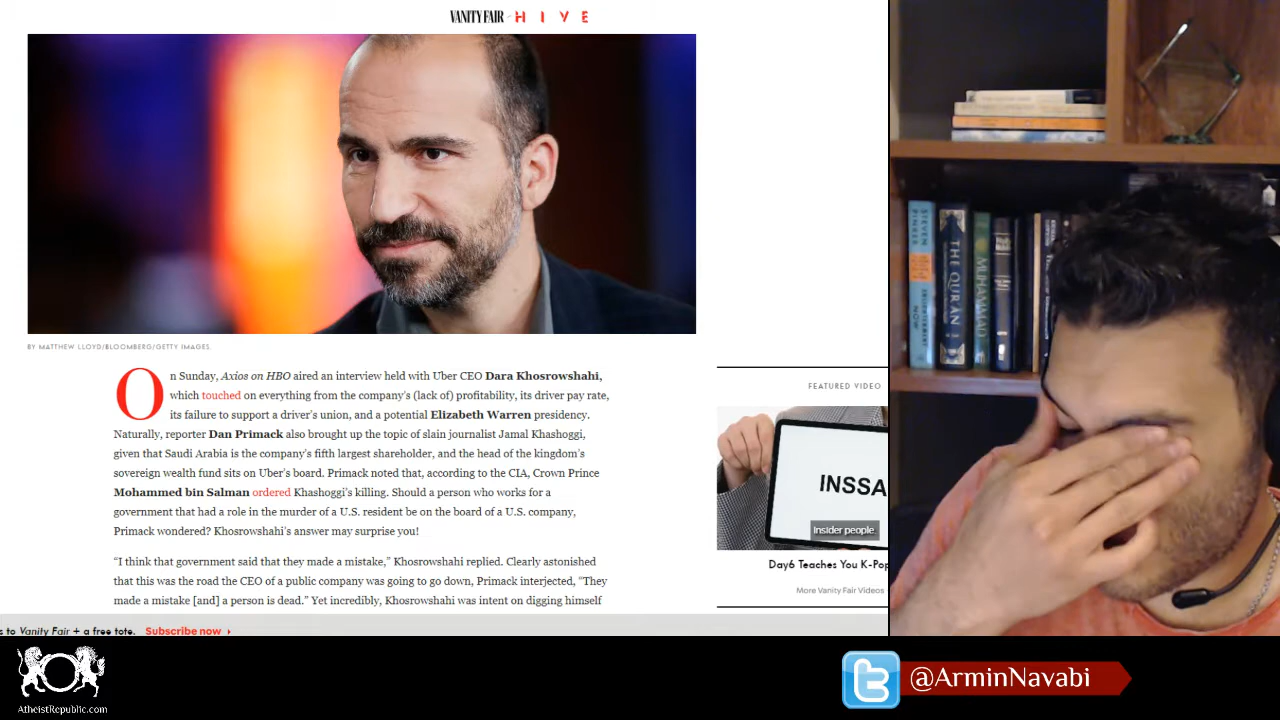 VANITY FAIR HIVE
BY MATTHEW LLOYD/BLOOMBERG/GETTY IMAGES.
On Sunday, Axios on HBO aired an interview held with Uber CEO Dara Khosrowshahi,
which touched on everything from the company's (lack of) profitability, its driver pay rate,
its failure to support a driver's union, and a potential Elizabeth Warren presidency.
Naturally, reporter Dan Primack also brought up the topic of slain journalist Jamal Khashoggi,
given that Saudi Arabia is the company's fifth largest shareholder, and the head of the kingdom's
sovereign wealth fund sits on Uber's board. Primack noted that, according to the CIA, Crown Prince
Mohammed bin Salman ordered Khashoggi's killing. Should a person who works for a
government that had a role in the murder of a U.S. resident be on the board of a U.S. company,
Primack wondered? Khosrowshahi's answer may surprise you!
“I think that government said that they made a mistake,” Khosrowshahi replied. Clearly astonished
that this was the road the CEO of a public company was going to go down, Primack interjected, “They
made a mistake [and] a person is dead.” Yet incredibly, Khosrowshahi was intent on digging himself
FEATURED VIDEO
INSSA
Insider people.
Day6 Teaches You K-Pop
More Vanity Fair Videos
s to Vanity Fair + a free tote. Subscribe now
STEVEN PINKER
ENLIGHTENMENT NOW
THE QUR'AN
MUHAMMAD
AtheistRepublic.com
@ArminNavabi